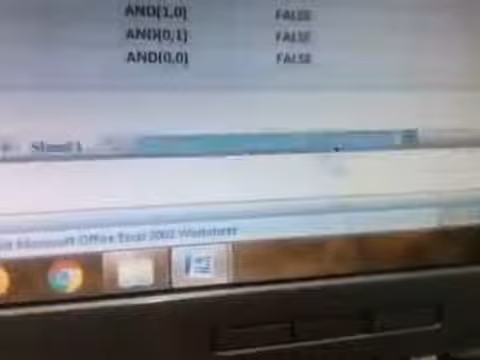 AND(1,0) FALSE
AND(0,1) FALSE
AND(0,0) FALSE
Sheet1
Microsoft Office Excel 2003 Worksheet